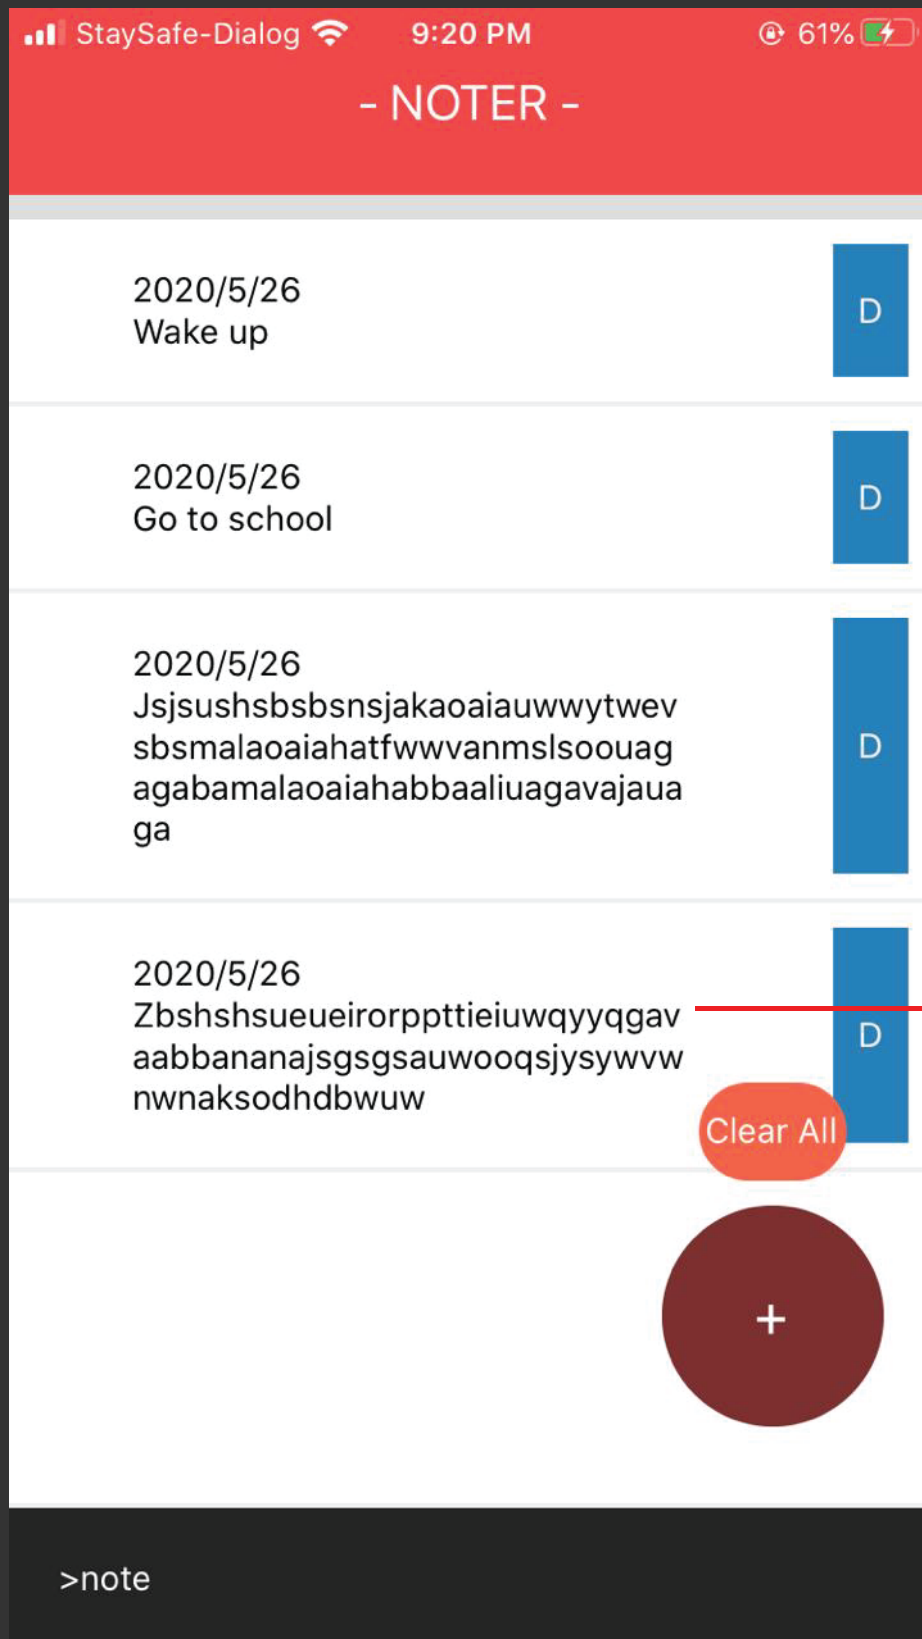 StaySafe-Dialog 9:20 PM 61%
- NOTER -
2020/5/26
Wake up
D
2020/5/26
Go to school
D
2020/5/26
Jsjsushsbsbsnsjakaoaiauwwytwev
sbsmalaoaiahatfwwvanmslsoouag
agabamalaoaiahabbaaliuagavajaua
ga
D
2020/5/26
Zbshshsueueirorppttieiuwqyyqgav
aabbananajsgsgsauwooqsjysywvw
nwnaksodhdbwuw
D
Clear All
+
>note